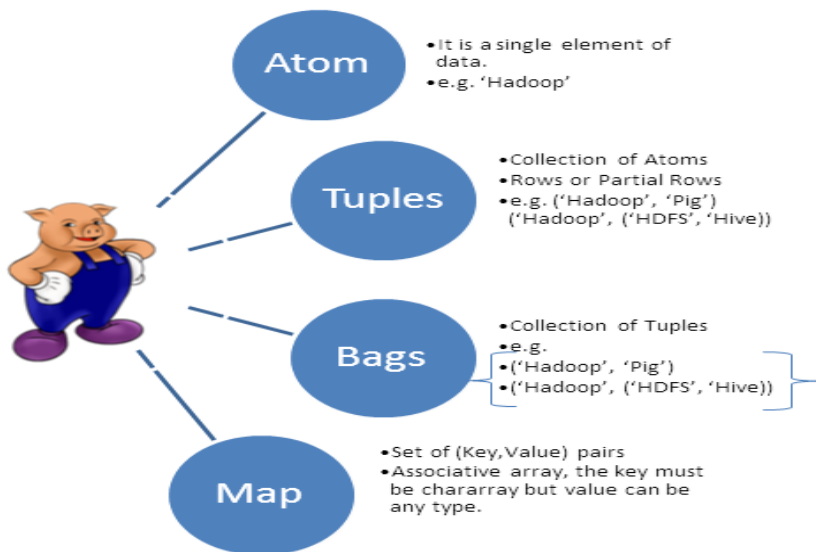 Atom
•It is a single element of
data.
•e.g. ‘Hadoop’
Tuples
•Collection of Atoms
•Rows or Partial Rows
•e.g. (‘Hadoop’, ‘Pig’)
(‘Hadoop’, (‘HDFS’, ‘Hive))
Bags
•Collection of Tuples
•e.g.
•(‘Hadoop’, ‘Pig’)
•(‘Hadoop’, (‘HDFS’, ‘Hive))
Map
•Set of (Key,Value) pairs
•Associative array, the key must
be chararray but value can be
any type.